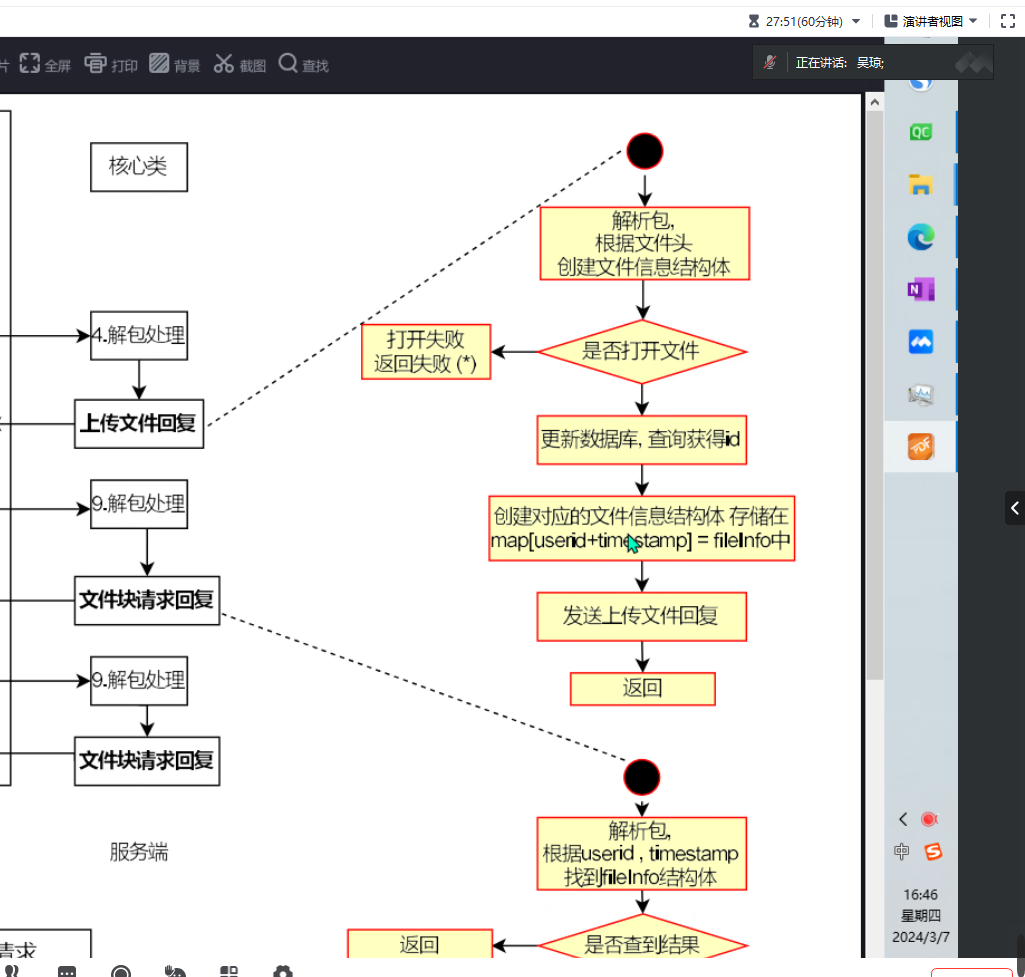 27:51(60分钟)
演讲者视图
片
全屏
打印
背景
截图
查找
正在讲话: 吴琼;
核心类
4.解包处理
上传文件回复
9.解包处理
文件块请求回复
9.解包处理
文件块请求回复
服务端
请求
解析包,
根据文件头
创建文件信息结构体
是否打开文件
打开失败
返回失败 (*)
更新数据库, 查询获得id
创建对应的文件信息结构体 存储在
map[userid+timestamp] = fileInfo中
发送上传文件回复
返回
解析包,
根据userid , timestamp
找到fileInfo结构体
是否查到结果
返回
QC
N
PDF
中
S
16:46
星期四
2024/3/7